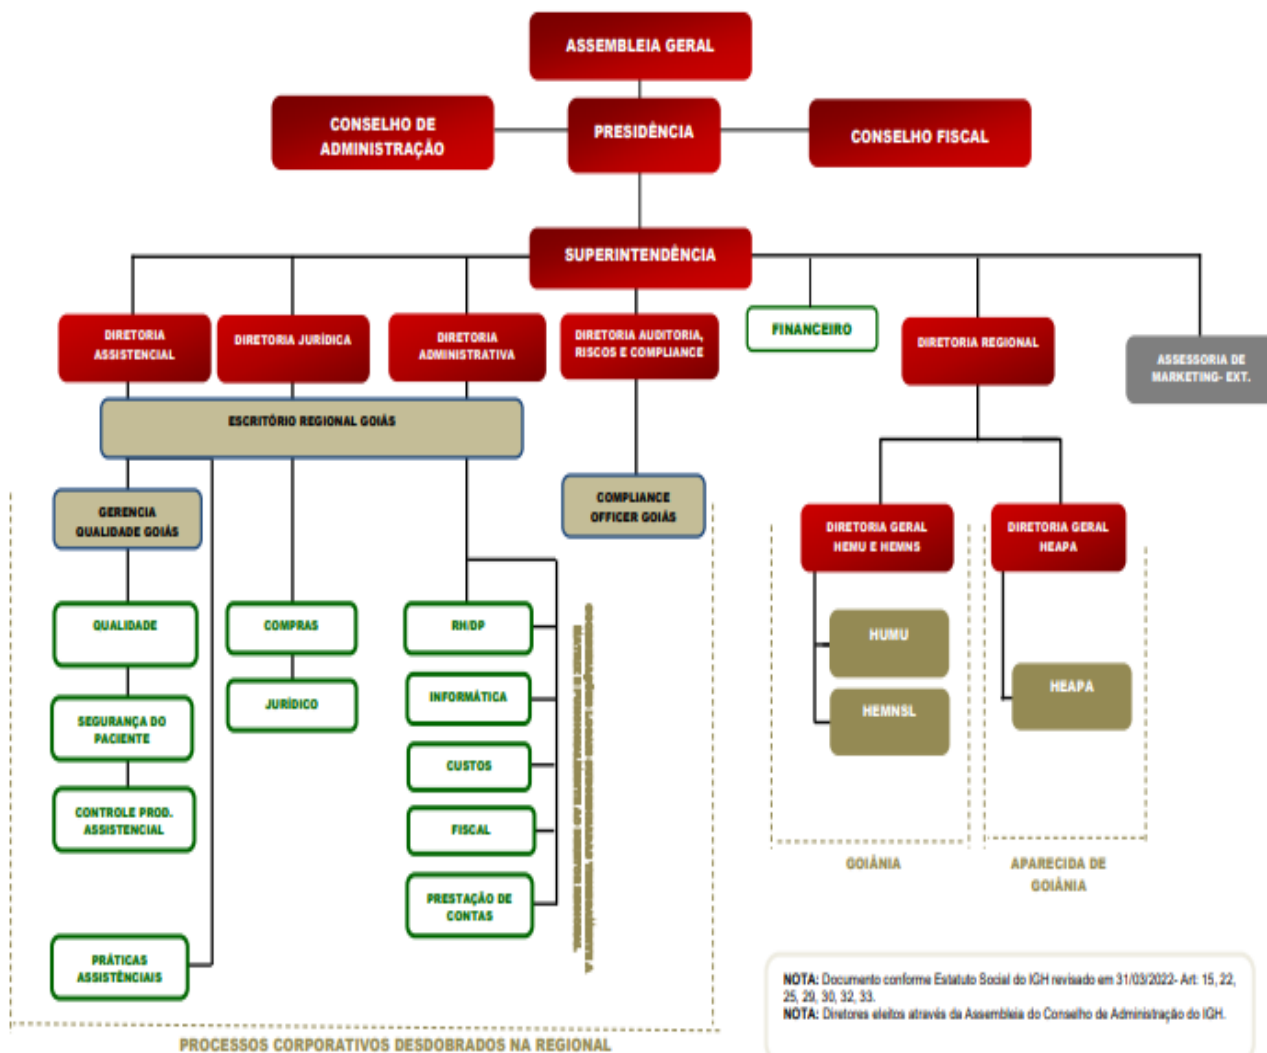 ASSEMBLEIA GERAL
CONSELHO DE
ADMINISTRAÇÃO
PRESIDÊNCIA
CONSELHO FISCAL
SUPERINTENDÊNCIA
DIRETORIA
ASSISTENCIAL
DIRETORIA JURÍDICA
DIRETORIA
ADMINISTRATIVA
DIRETORIA AUDITORIA,
RISCOS E COMPLIANCE
FINANCEIRO
DIRETORIA REGIONAL
ASSESSORIA DE
MARKETING- EXT.
ESCRITÓRIO REGIONAL GOIÁS
GERENCIA
QUALIDADE GOIÁS
COMPLIANCE
OFFICER GOIÁS
DIRETORIA GERAL
HEMU E HEMNS
DIRETORIA GERAL
HEAPA
QUALIDADE
COMPRAS
RH/DP
HUMU
SEGURANÇA DO
PACIENTE
JURÍDICO
INFORMÁTICA
HEAPA
HEMNSL
CUSTOS
CONTROLE PROD.
ASSISTENCIAL
FISCAL
PRESTAÇÃO DE
CONTAS
GOIÂNIA
APARECIDA DE
GOIÂNIA
PRÁTICAS
ASSISTÊNCIAIS
NOTA: Documento conforme Estatuto Social do IGH revisado em 31/03/2022- Art: 15, 22,
25, 29, 30, 32, 33.
NOTA: Diretores eleitos através da Assembleia do Conselho de Administração do IGH.
PROCESSOS CORPORATIVOS DESDOBRADOS NA REGIONAL